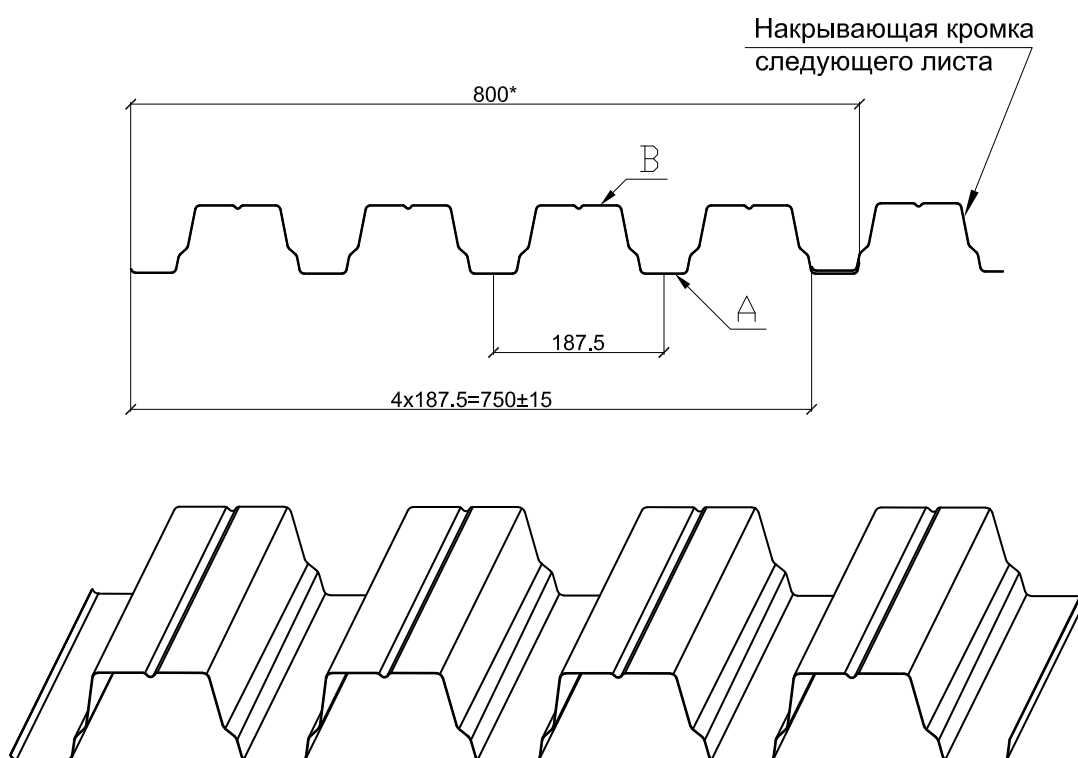 Накрывающая кромка
следующего листа
800*
B
A
187.5
4x187.5=750±15